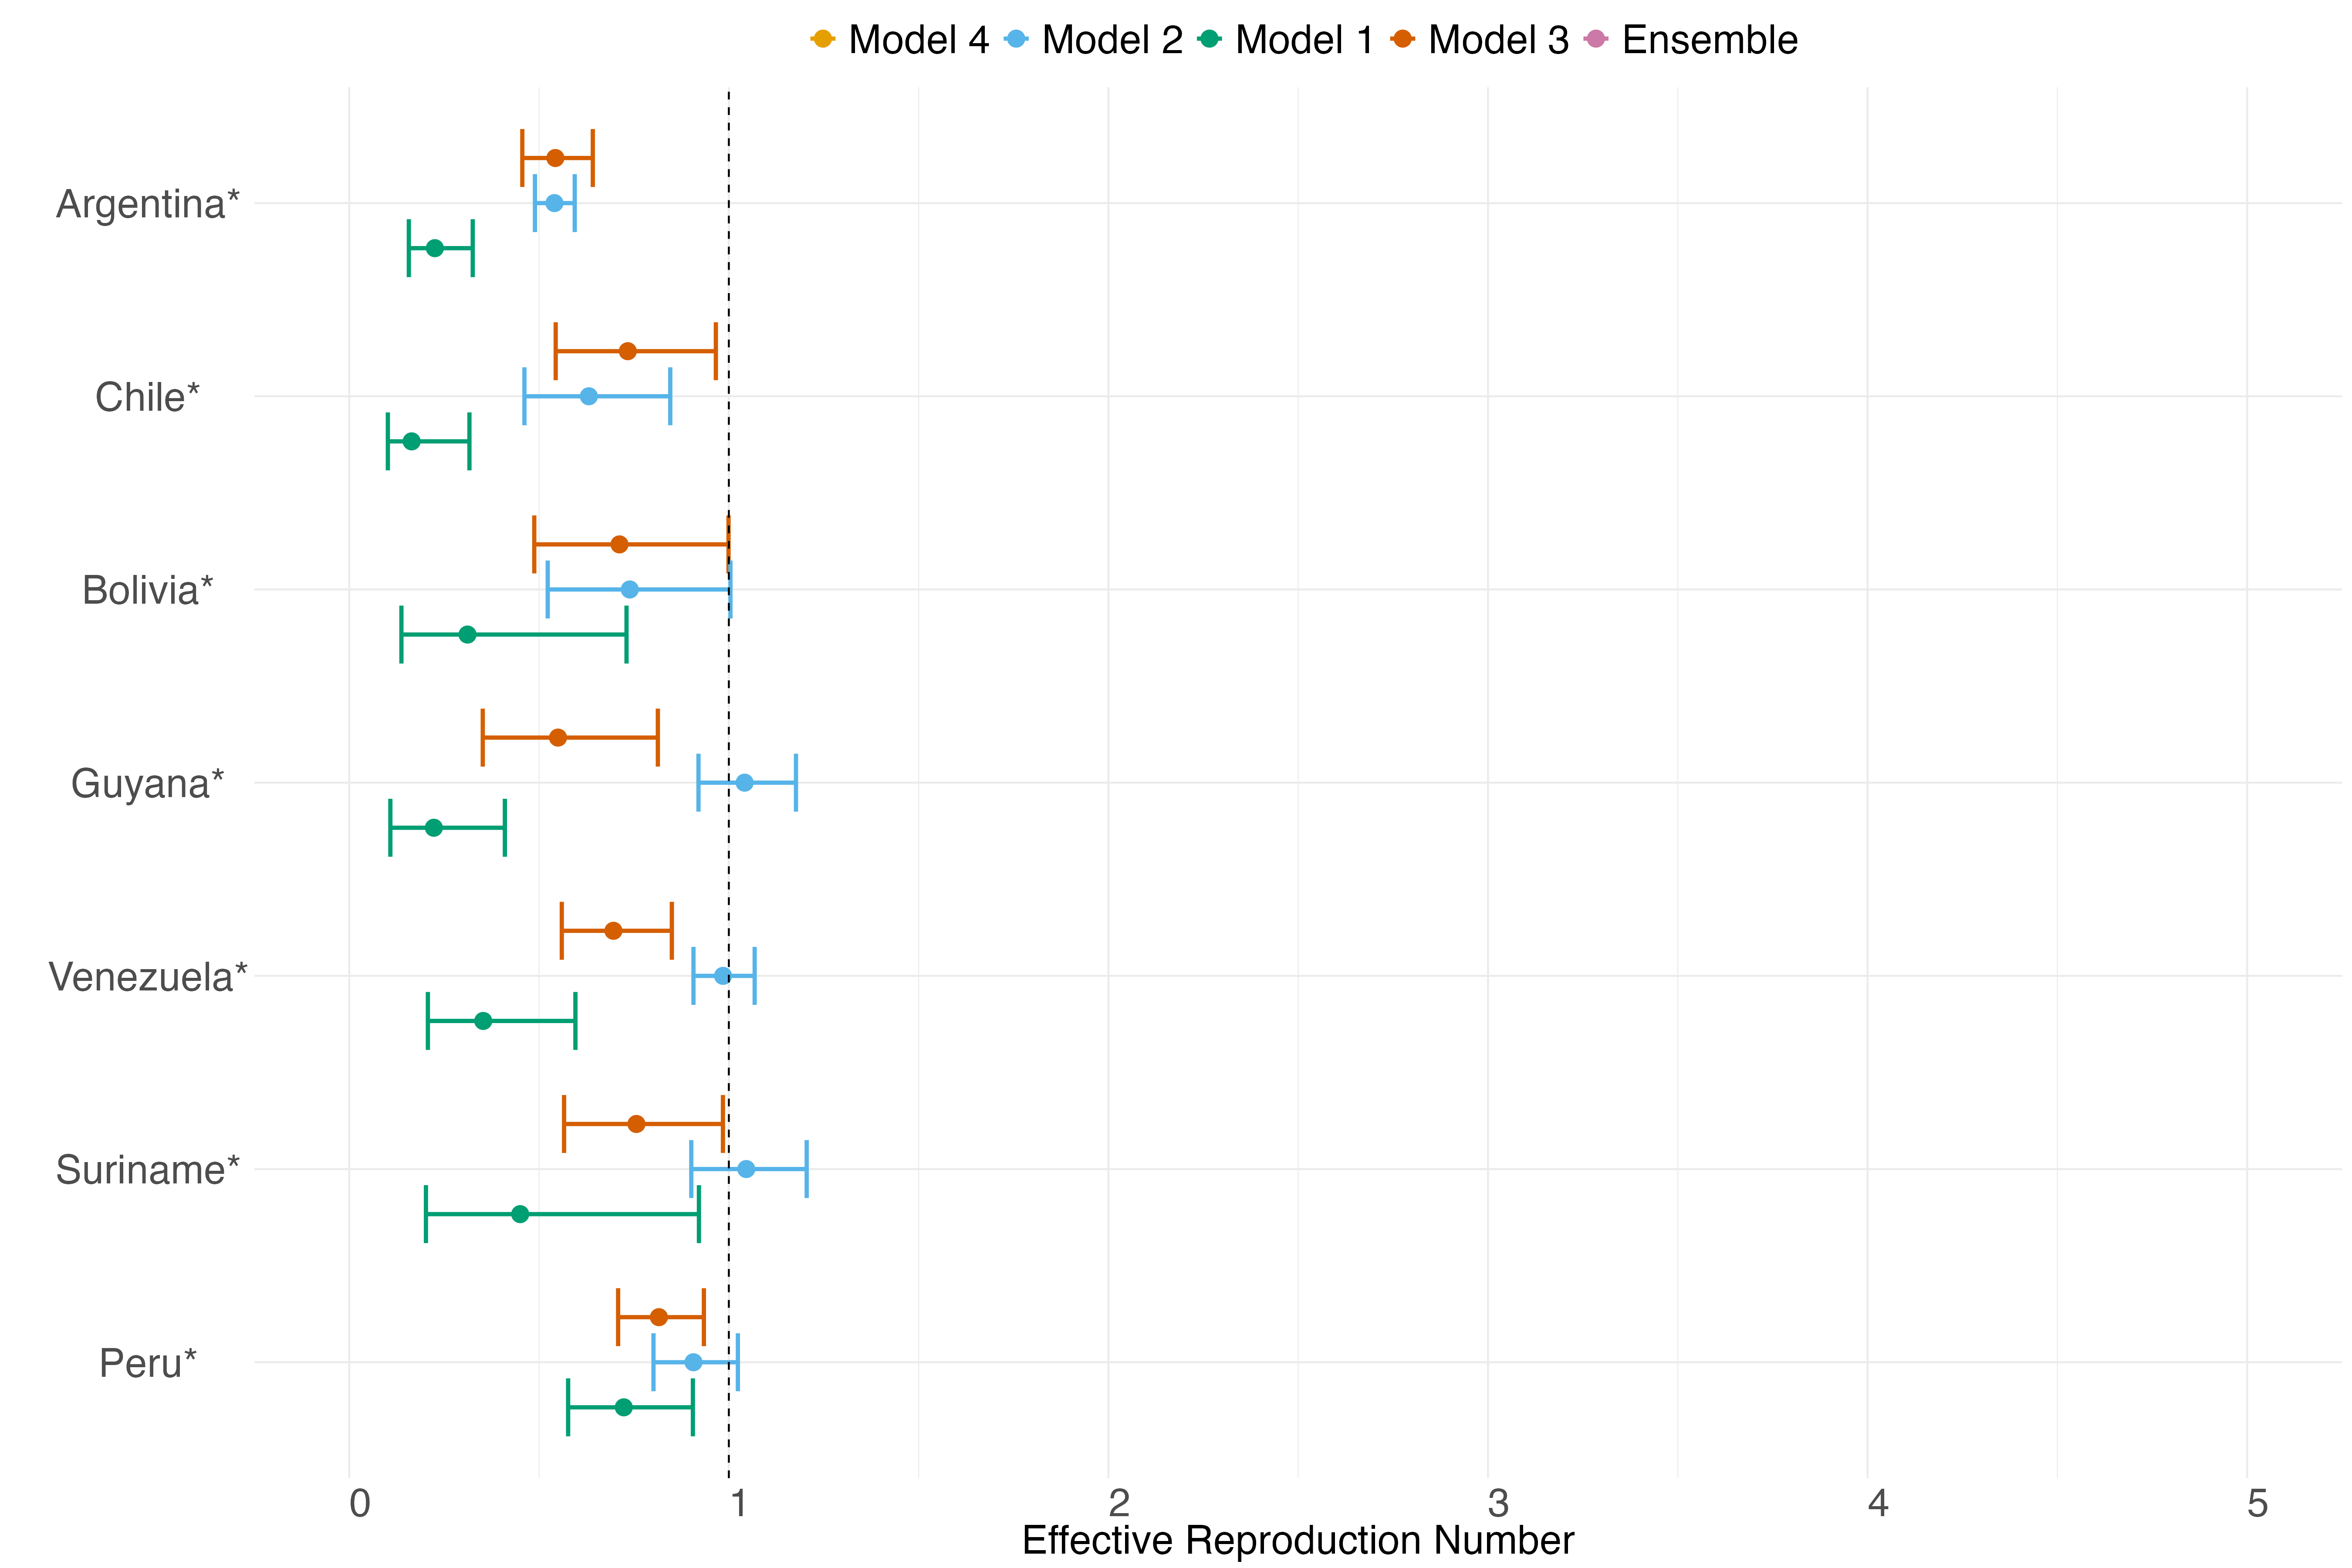 Model 4 Model 2 Model 1 Model 3 Ensemble
Argentina*
Chile*
Bolivia*
Guyana*
Venezuela*
Suriname*
Peru*
0 1 2 3 4 5
Effective Reproduction Number